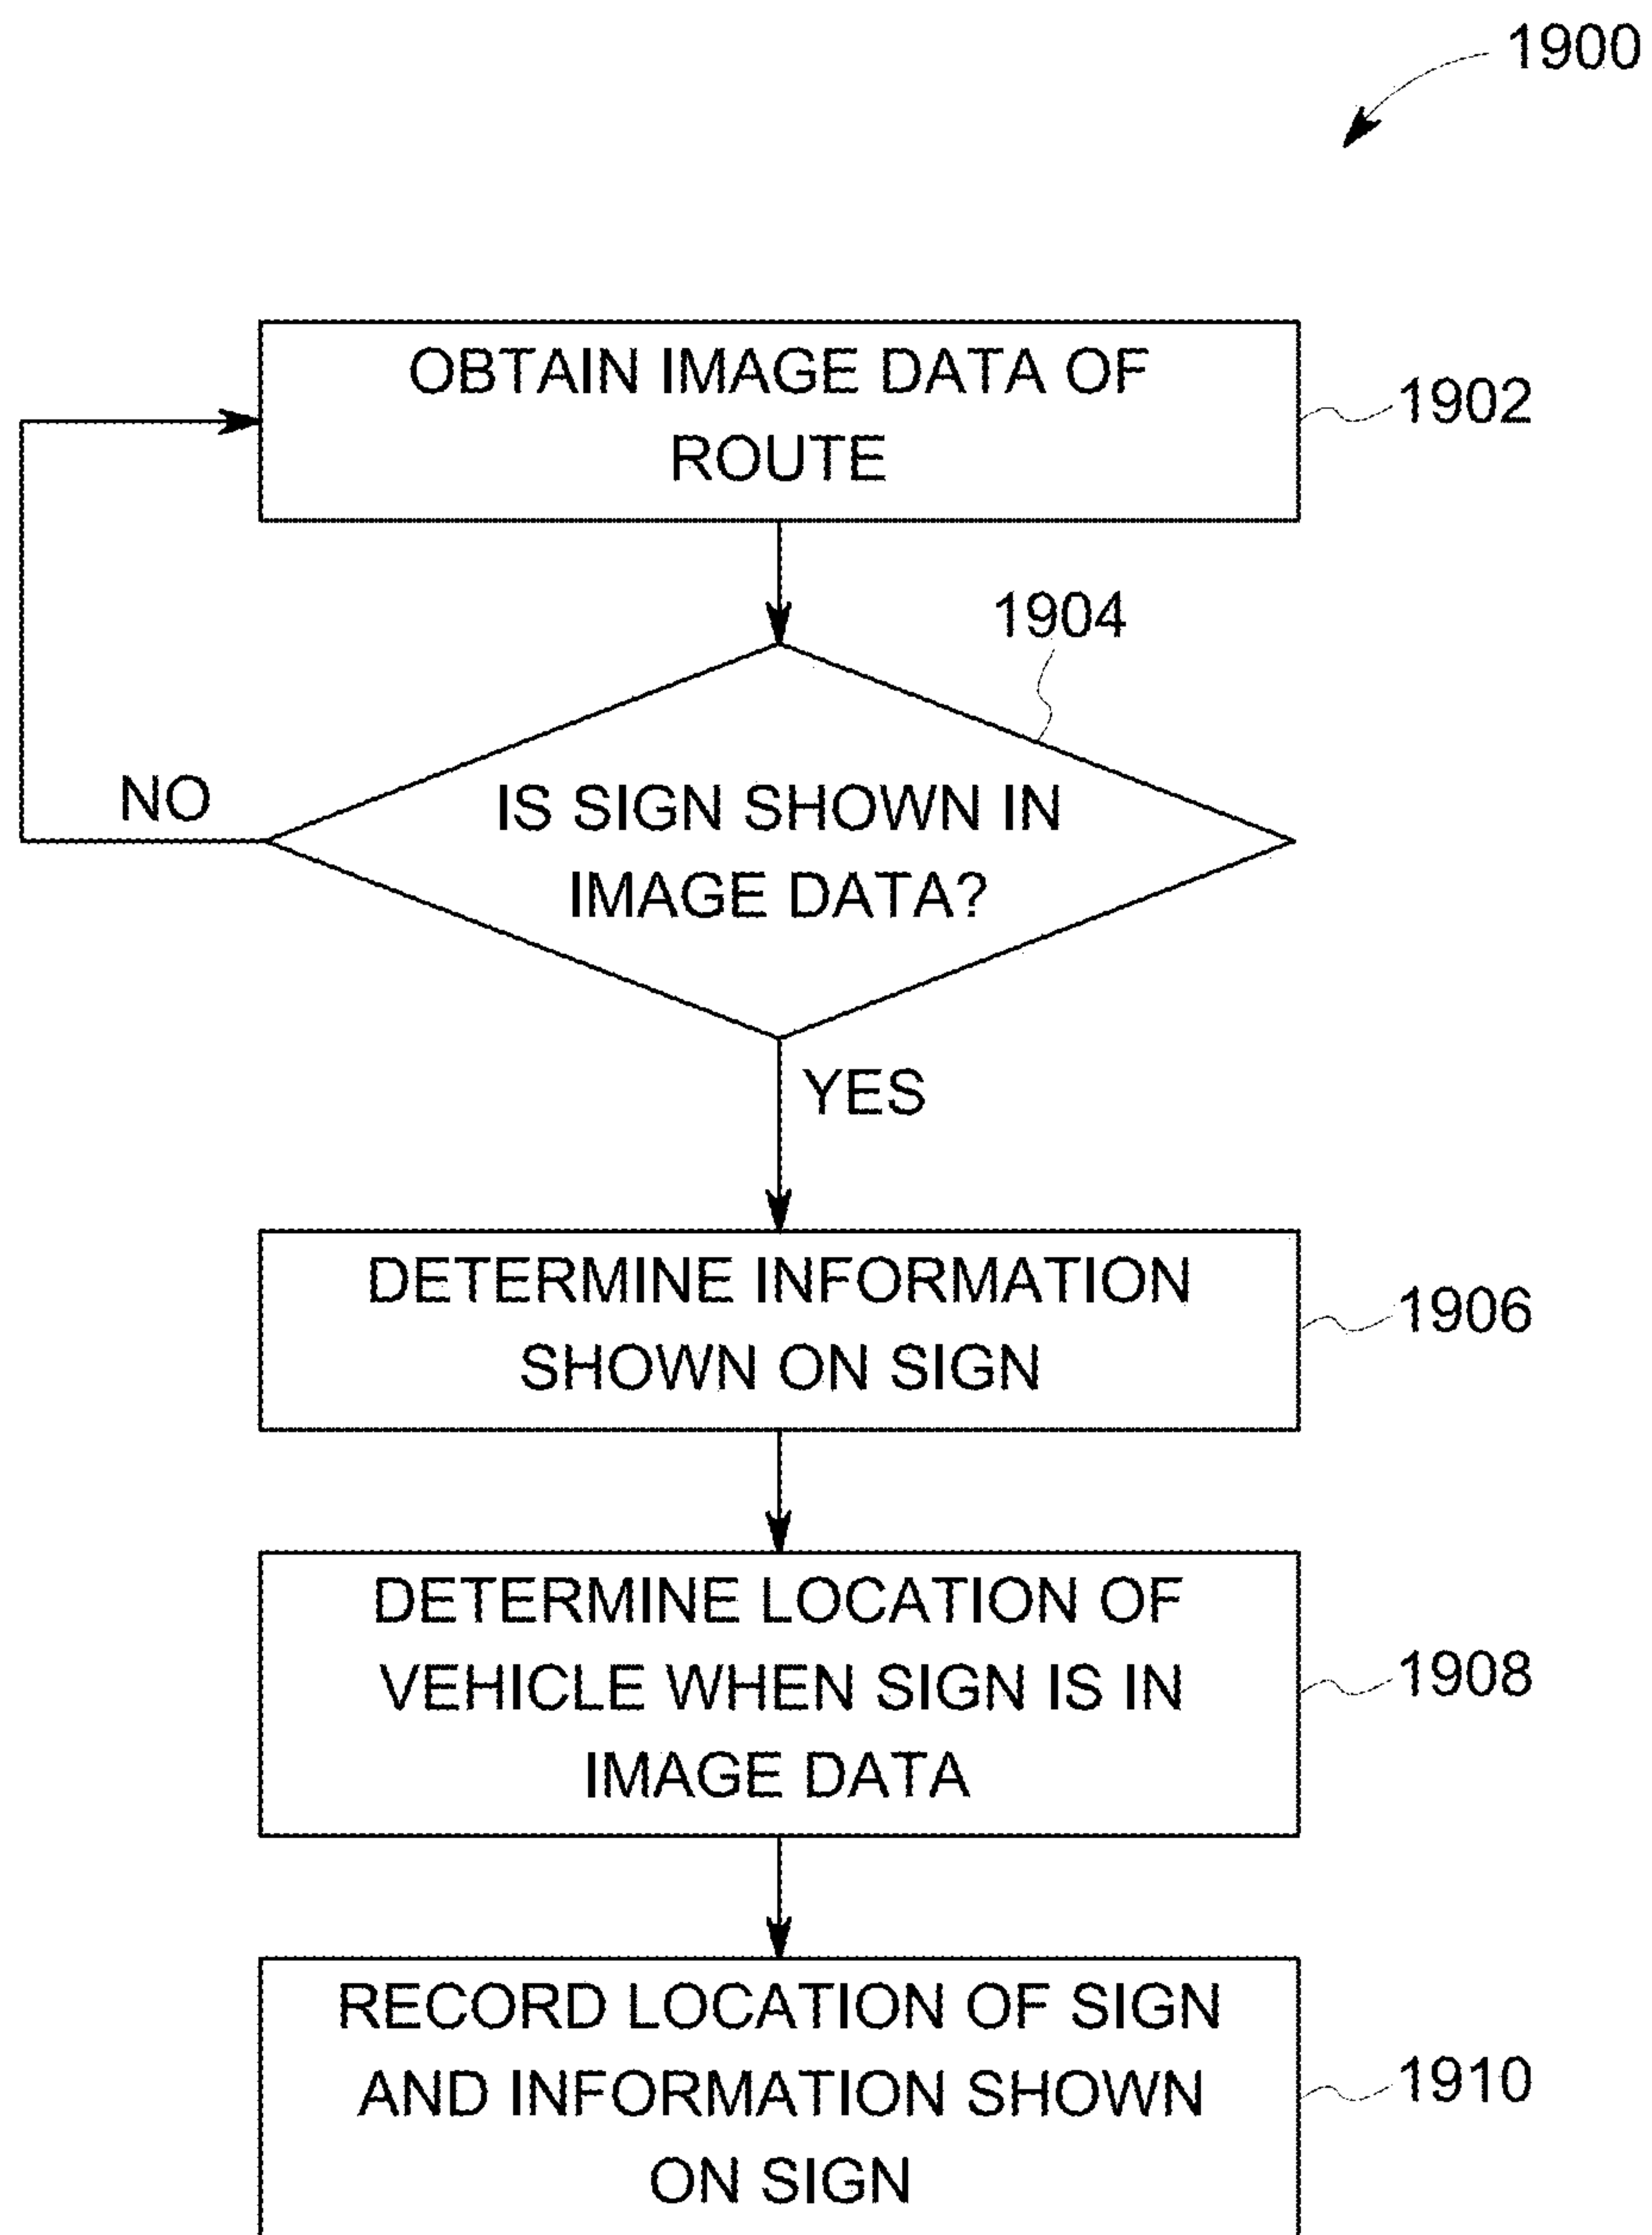 1900
OBTAIN IMAGE DATA OF
ROUTE
1902
1904
IS SIGN SHOWN IN
IMAGE DATA?
NO
YES
DETERMINE INFORMATION
SHOWN ON SIGN
1906
DETERMINE LOCATION OF
VEHICLE WHEN SIGN IS IN
IMAGE DATA
1908
RECORD LOCATION OF SIGN
AND INFORMATION SHOWN
ON SIGN
1910